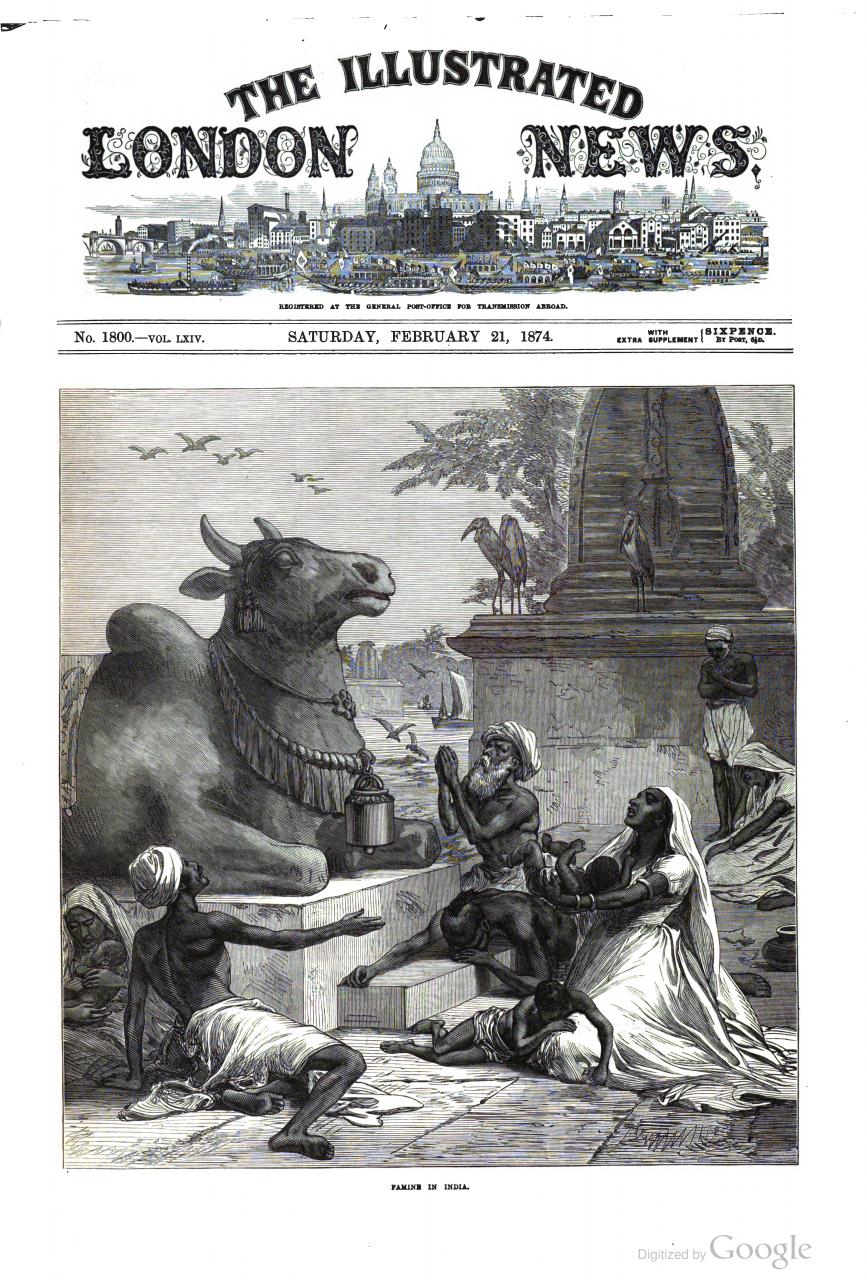 THE ILLUSTRATED
LONDON NEWS.
REGISTERED AT THE GENERAL POST-OFFICE FOR TRANSMISSION ABROAD.
No. 1800.—VOL. LXIV.
SATURDAY, FEBRUARY 21, 1874.
WITH
EXTRA SUPPLEMENT
SIXPENCE.
BY POST, 6½D.
FAMINE IN INDIA.
Digitized by Google